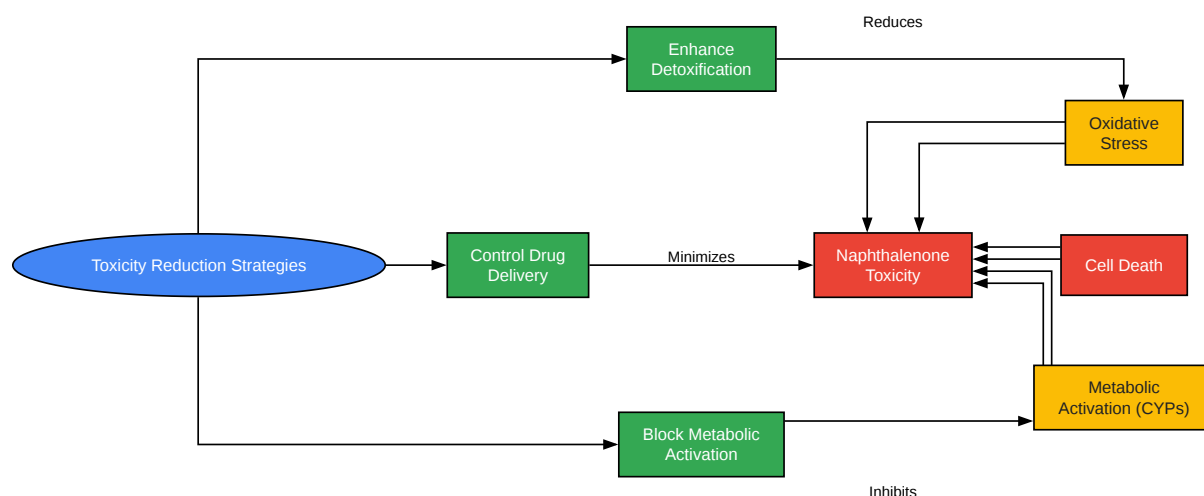 Reduces
Enhance
Detoxification
Oxidative
Stress
Toxicity Reduction Strategies
Control Drug
Delivery
Minimizes
Naphthalenone
Toxicity
Cell Death
Metabolic
Activation (CYPs)
Block Metabolic
Activation
Inhibits